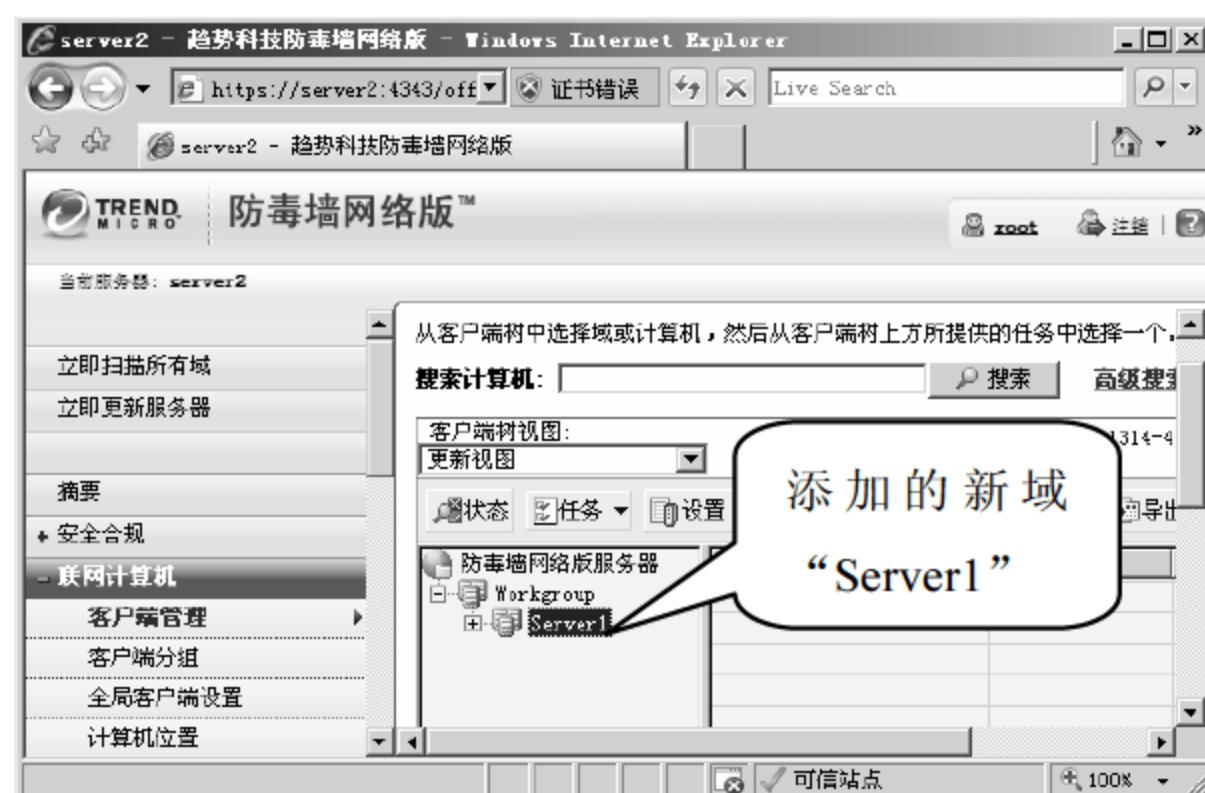 server2 - 趋势科技防毒墙网络版 - Windows Internet Explorer
https://server2:4343/off
证书错误
Live Search
server2 - 趋势科技防毒墙网络版
»
TREND MICRO
防毒墙网络版™
root
注销
当前服务器: server2
立即扫描所有域
立即更新服务器
摘要
+ 安全合规
- 联网计算机
客户端管理
客户端分组
全局客户端设置
计算机位置
从客户端树中选择域或计算机，然后从客户端树上方所提供的任务中选择一个，
搜索计算机:
搜索
高级搜
客户端树视图:
更新视图
1314-4
状态
任务
设置
导出
防毒墙网络版服务器
Workgroup
Server1
添加的新域
“Server1”
可信站点
100%